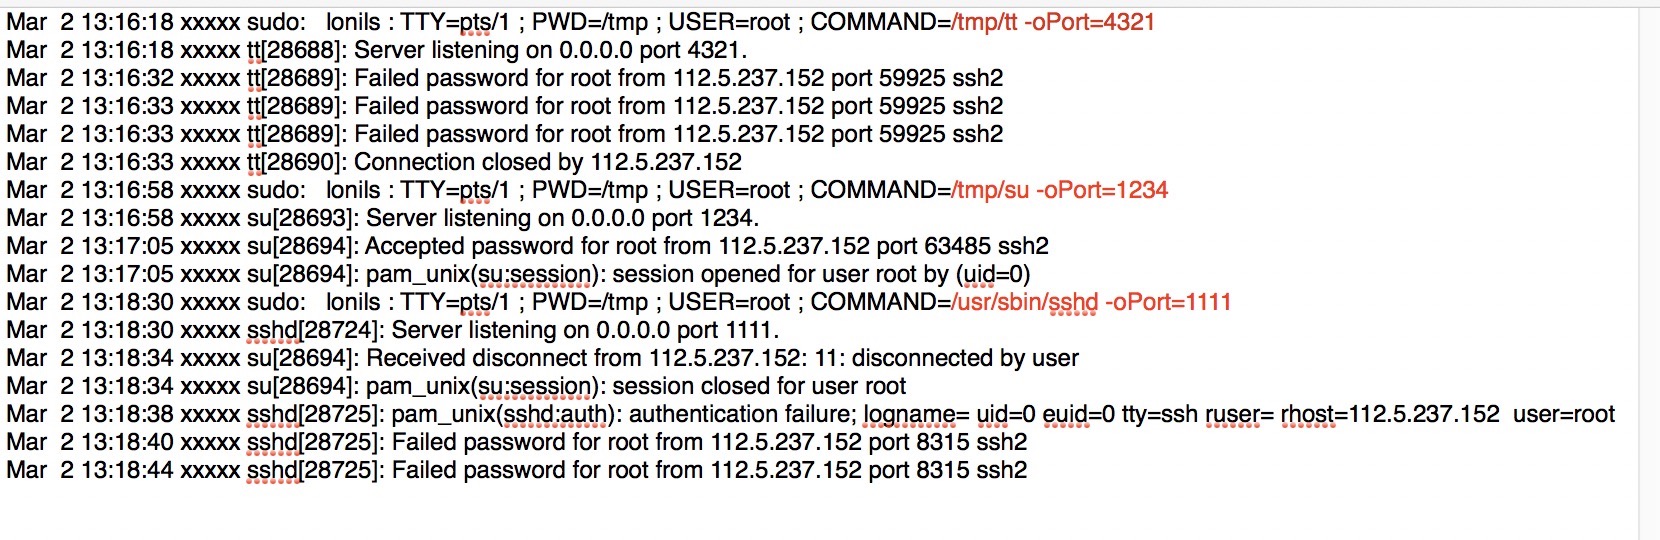 Mar  2 13:16:18 xxxxx sudo:   lonils : TTY=pts/1 ; PWD=/tmp ; USER=root ; COMMAND=/tmp/tt -oPort=4321
Mar  2 13:16:18 xxxxx tt[28688]: Server listening on 0.0.0.0 port 4321.
Mar  2 13:16:32 xxxxx tt[28689]: Failed password for root from 112.5.237.152 port 59925 ssh2
Mar  2 13:16:33 xxxxx tt[28689]: Failed password for root from 112.5.237.152 port 59925 ssh2
Mar  2 13:16:33 xxxxx tt[28689]: Failed password for root from 112.5.237.152 port 59925 ssh2
Mar  2 13:16:33 xxxxx tt[28690]: Connection closed by 112.5.237.152
Mar  2 13:16:58 xxxxx sudo:   lonils : TTY=pts/1 ; PWD=/tmp ; USER=root ; COMMAND=/tmp/su -oPort=1234
Mar  2 13:16:58 xxxxx su[28693]: Server listening on 0.0.0.0 port 1234.
Mar  2 13:17:05 xxxxx su[28694]: Accepted password for root from 112.5.237.152 port 63485 ssh2
Mar  2 13:17:05 xxxxx su[28694]: pam_unix(su:session): session opened for user root by (uid=0)
Mar  2 13:18:30 xxxxx sudo:   lonils : TTY=pts/1 ; PWD=/tmp ; USER=root ; COMMAND=/usr/sbin/sshd -oPort=1111
Mar  2 13:18:30 xxxxx sshd[28724]: Server listening on 0.0.0.0 port 1111.
Mar  2 13:18:34 xxxxx su[28694]: Received disconnect from 112.5.237.152: 11: disconnected by user
Mar  2 13:18:34 xxxxx su[28694]: pam_unix(su:session): session closed for user root
Mar  2 13:18:38 xxxxx sshd[28725]: pam_unix(sshd:auth): authentication failure; logname= uid=0 euid=0 tty=ssh ruser= rhost=112.5.237.152  user=root
Mar  2 13:18:40 xxxxx sshd[28725]: Failed password for root from 112.5.237.152 port 8315 ssh2
Mar  2 13:18:44 xxxxx sshd[28725]: Failed password for root from 112.5.237.152 port 8315 ssh2